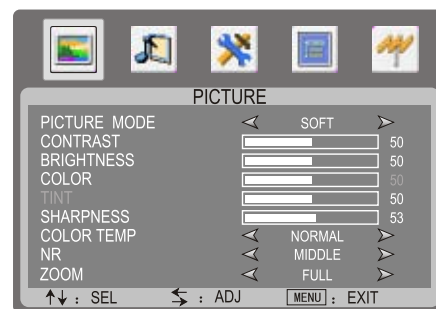 PICTURE
PICTURE MODE SOFT
CONTRAST 50
BRIGHTNESS 50
COLOR 50
TINT 50
SHARPNESS 53
COLOR TEMP NORMAL
NR MIDDLE
ZOOM FULL
↑↓ : SEL ⇆ : ADJ MENU : EXIT